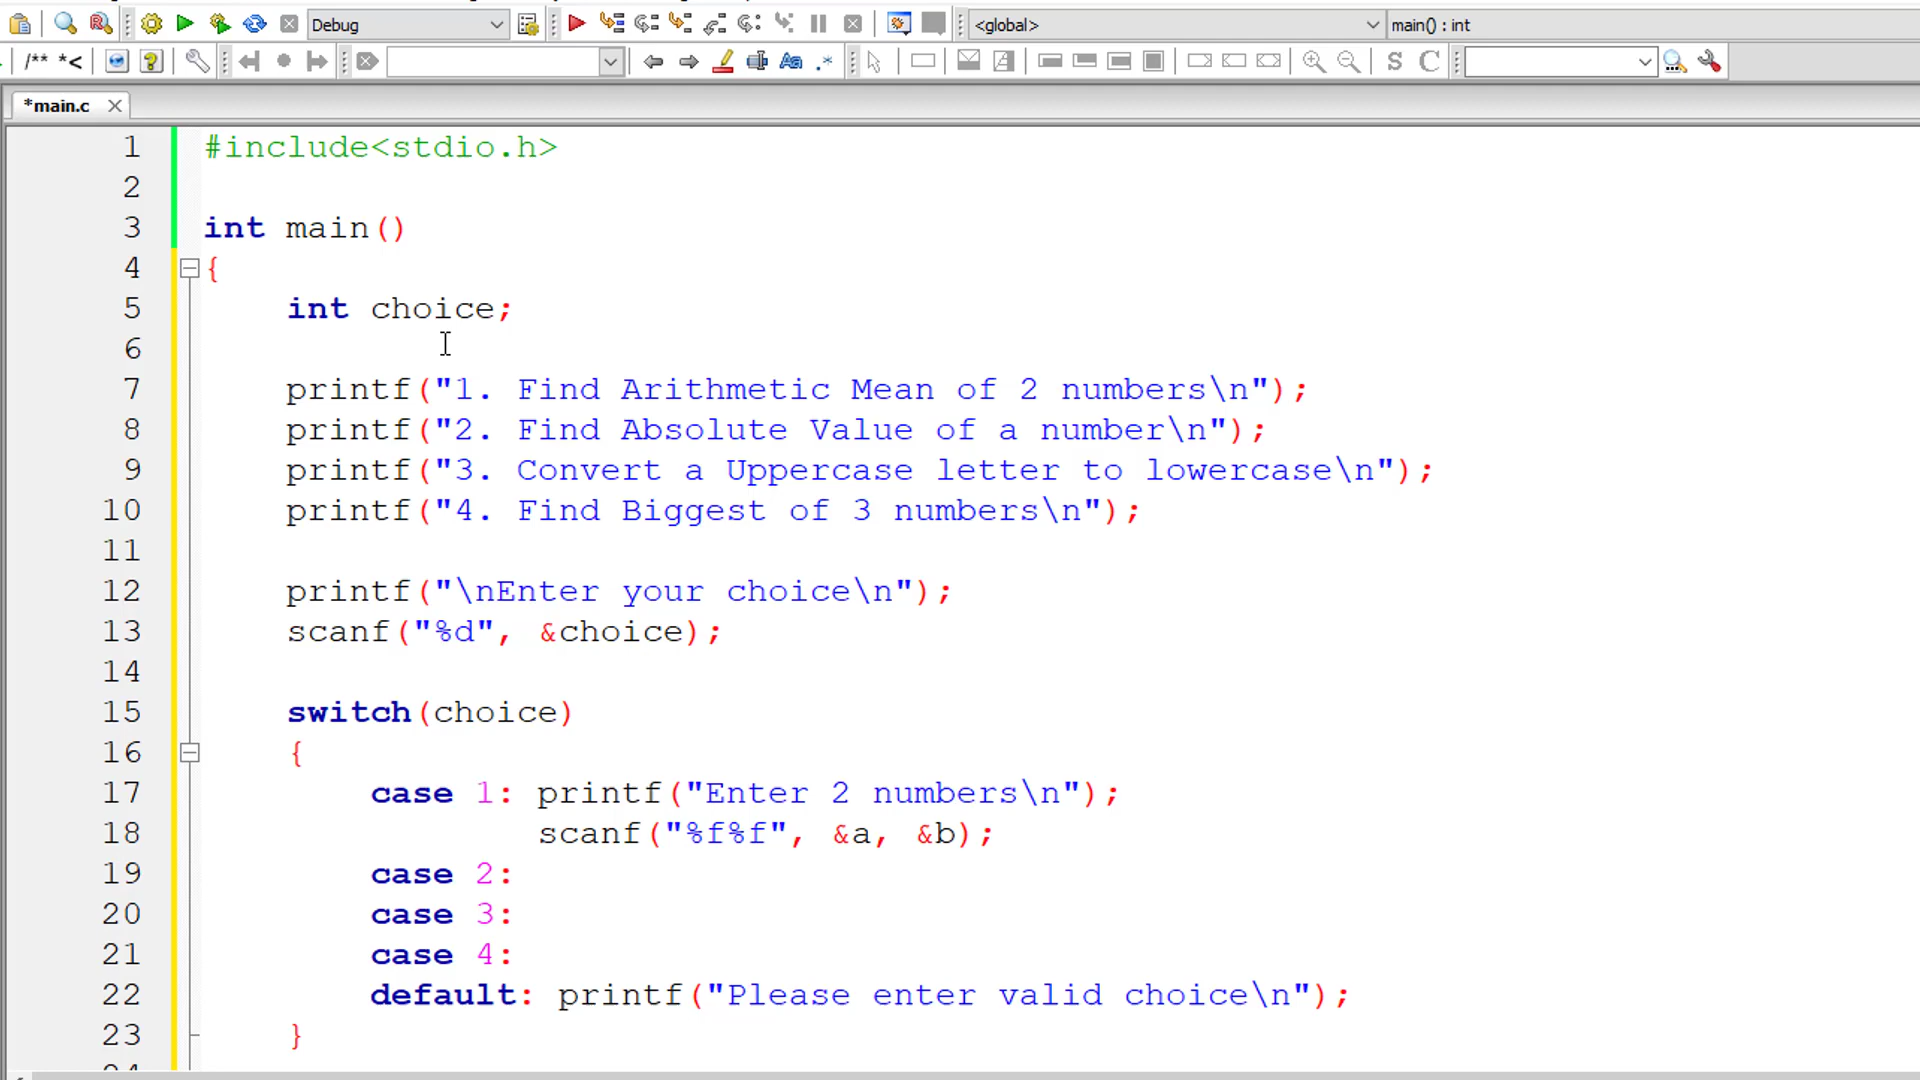 Debug
<global>
main() : int
/** *<
Aa
.*
S
C
*main.c
1 #include<stdio.h>
2
3 int main()
4 {
5 int choice;
6
7 printf("1. Find Arithmetic Mean of 2 numbers\n");
8 printf("2. Find Absolute Value of a number\n");
9 printf("3. Convert a Uppercase letter to lowercase\n");
10 printf("4. Find Biggest of 3 numbers\n");
11
12 printf("\nEnter your choice\n");
13 scanf("%d", &choice);
14
15 switch(choice)
16 {
17 case 1: printf("Enter 2 numbers\n");
18 scanf("%f%f", &a, &b);
19 case 2:
20 case 3:
21 case 4:
22 default: printf("Please enter valid choice\n");
23 }